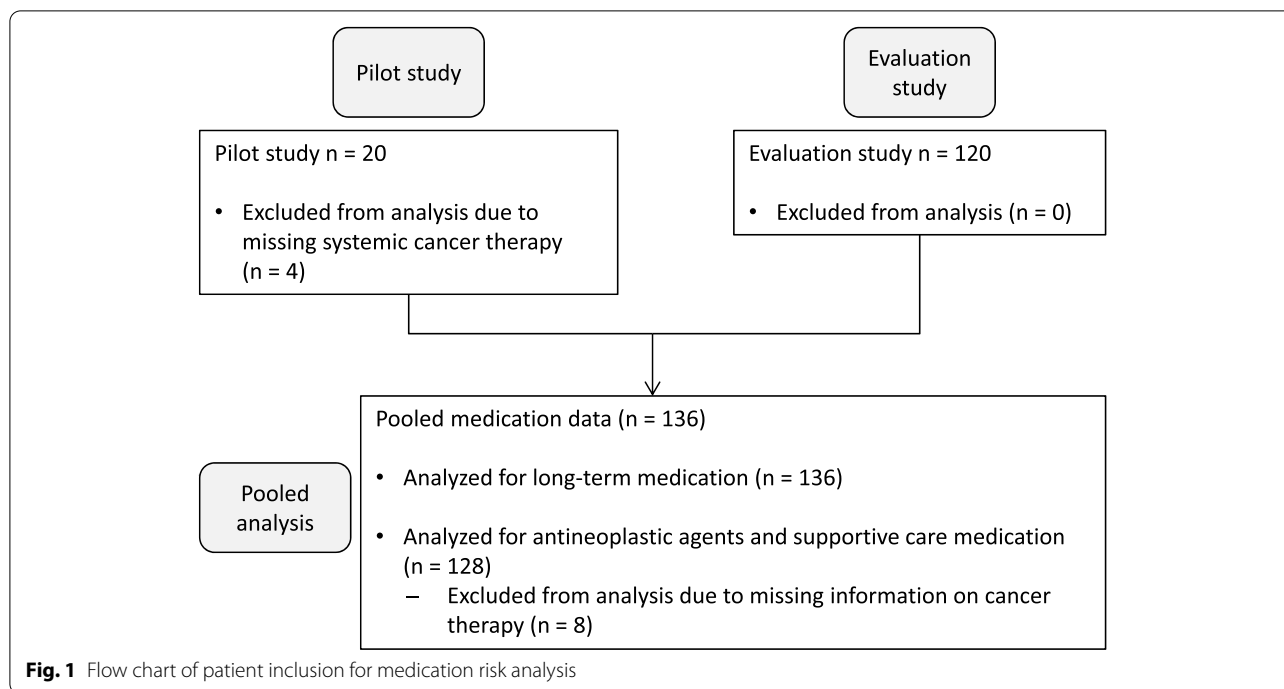 Pilot study
Evaluation
study
Pilot study n = 20
• Excluded from analysis due to
missing systemic cancer therapy
(n = 4)
Evaluation study n = 120
• Excluded from analysis (n = 0)
Pooled
analysis
Pooled medication data (n = 136)
• Analyzed for long-term medication (n = 136)
• Analyzed for antineoplastic agents and supportive care medication
(n = 128)
– Excluded from analysis due to missing information on cancer
therapy (n = 8)
Fig. 1 Flow chart of patient inclusion for medication risk analysis